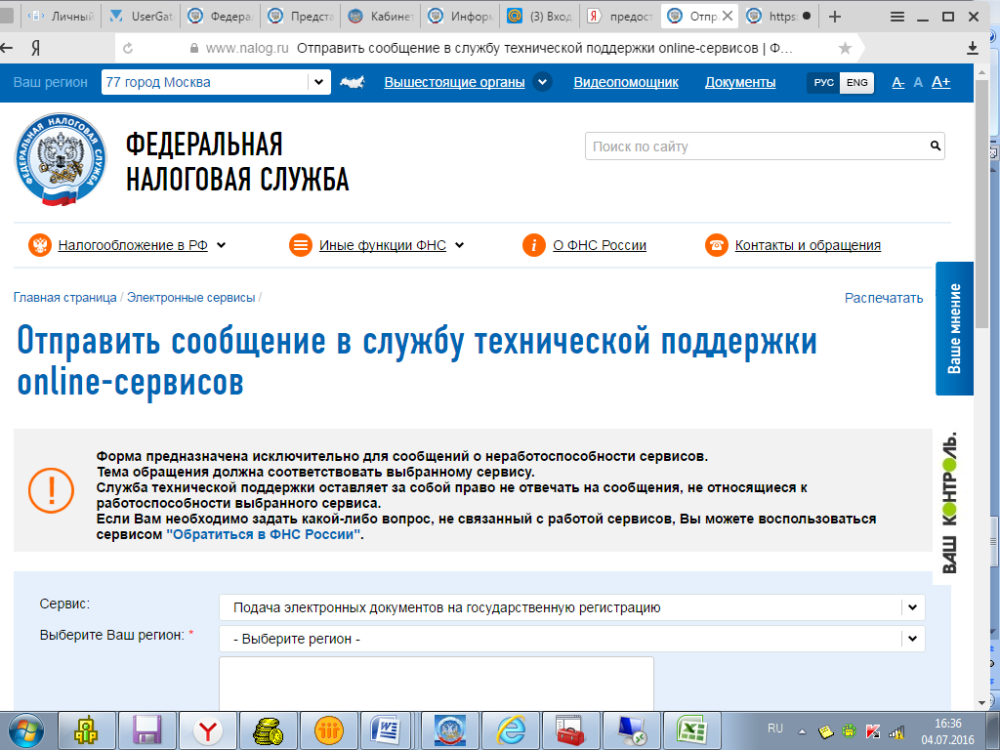 Личный
UserGat
Федера
Предста
Кабинет
Информ
(3) Вход
предост
Отпр
https:
Я
www.nalog.ru Отправить сообщение в службу технической поддержки online-сервисов | Ф...
Ваш регион
77 город Москва
Вышестоящие органы
Видеопомощник
Документы
РУС
ENG
A-
A
A+
ФЕДЕРАЛЬНАЯ НАЛОГОВАЯ СЛУЖБА
ФЕДЕРАЛЬНАЯ
НАЛОГОВАЯ СЛУЖБА
Поиск по сайту
Налогообложение в РФ
Иные функции ФНС
О ФНС России
Контакты и обращения
Главная страница / Электронные сервисы /
Распечатать
Ваше мнение
Отправить сообщение в службу технической поддержки
online-сервисов
ВАШ КОНТРОЛЬ.
Форма предназначена исключительно для сообщений о неработоспособности сервисов.
Тема обращения должна соответствовать выбранному сервису.
Служба технической поддержки оставляет за собой право не отвечать на сообщения, не относящиеся к
работоспособности выбранного сервиса.
Если Вам необходимо задать какой-либо вопрос, не связанный с работой сервисов, Вы можете воспользоваться
сервисом "Обратиться в ФНС России".
Сервис:
Подача электронных документов на государственную регистрацию
Выберите Ваш регион: *
- Выберите регион -
RU
16:36
04.07.2016